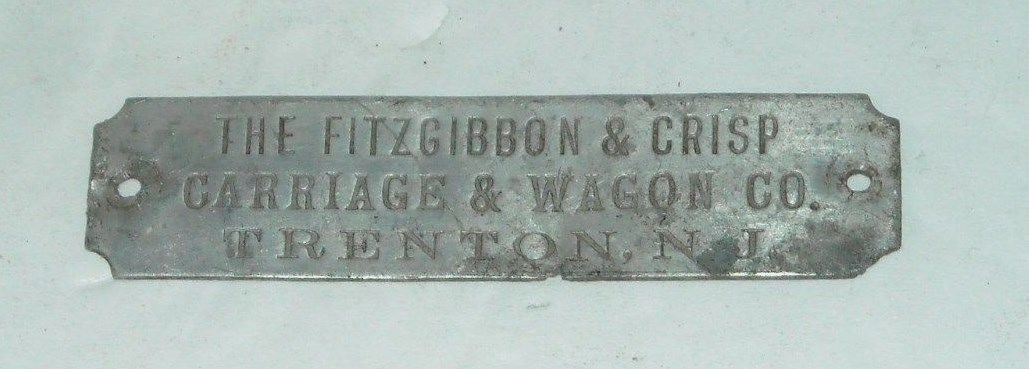 THE FITZGIBBON & CRISP
CARRIAGE & WAGON CO.
TRENTON, N J